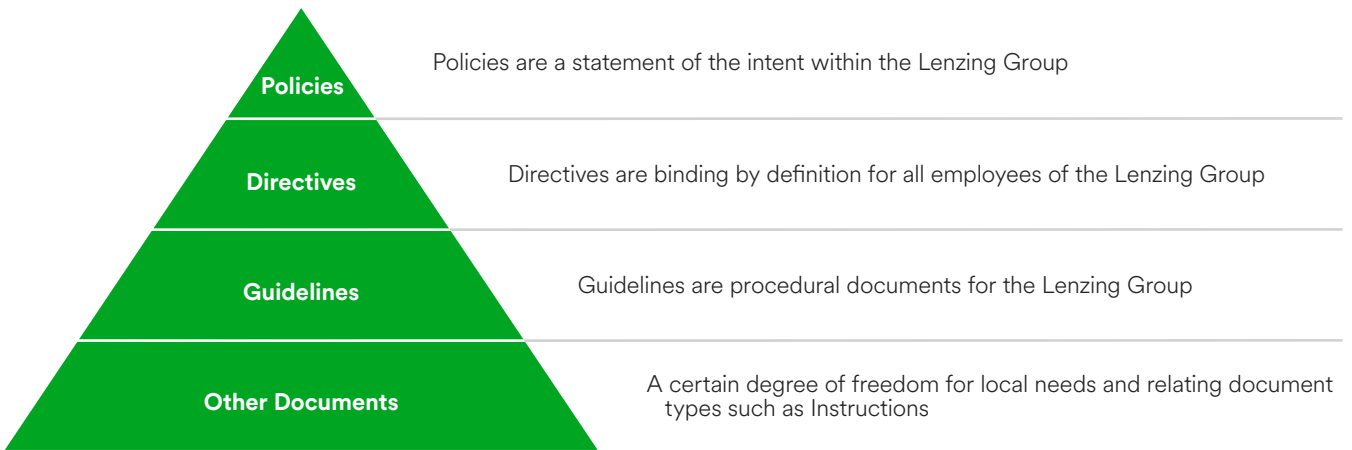 Policies
Policies are a statement of the intent within the Lenzing Group
Directives
Directives are binding by definition for all employees of the Lenzing Group
Guidelines
Guidelines are procedural documents for the Lenzing Group
Other Documents
A certain degree of freedom for local needs and relating document
types such as Instructions